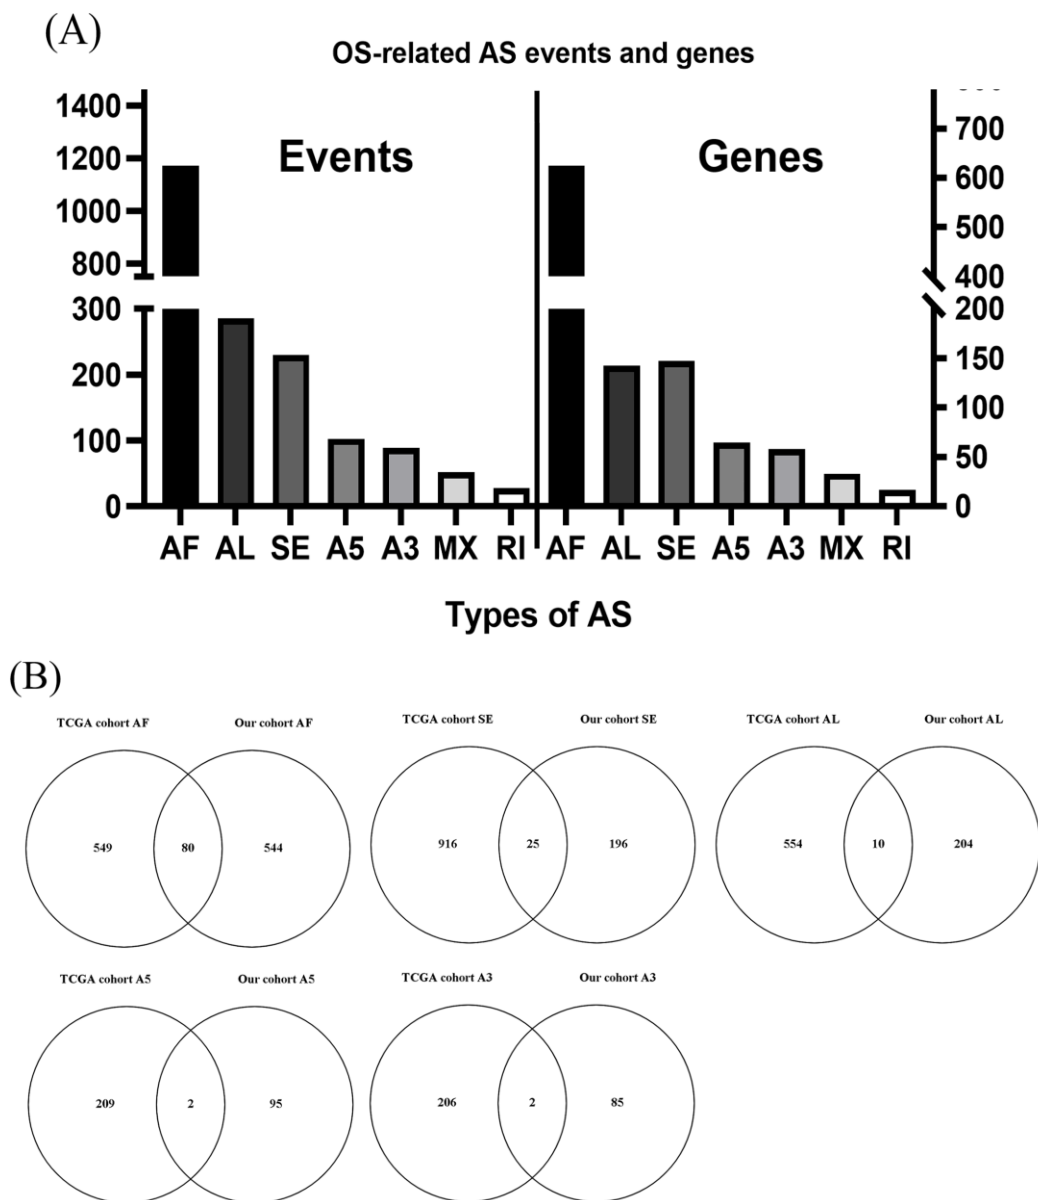 (A)
OS-related AS events and genes
1400
1200
1000
800
300
200
100
0
Events
Genes
700
600
500
400
200
150
100
50
0
AF AL SE A5 A3 MX RI AF AL SE A5 A3 MX RI
Types of AS
(B)
TCGA cohort AF Our cohort AF
549 80 544
TCGA cohort SE Our cohort SE
916 25 196
TCGA cohort AL Our cohort AL
554 10 204
TCGA cohort A5 Our cohort A5
209 2 95
TCGA cohort A3 Our cohort A3
206 2 85